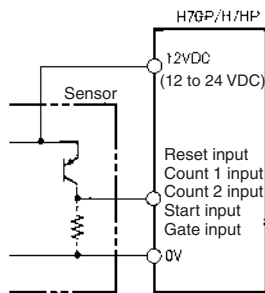 H7GP/H7HP
12VDC
(12 to 24 VDC)
Sensor
Reset input
Count 1 input
Count 2 input
Start input
Gate input
0V